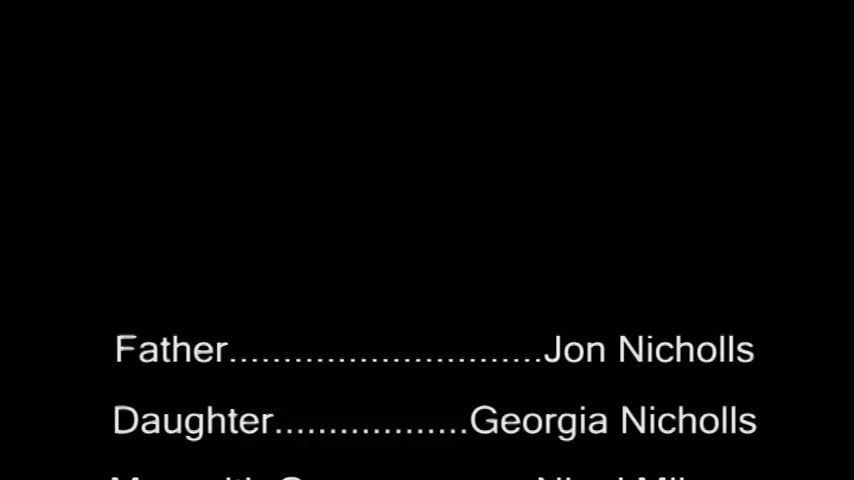 Father.............................Jon Nicholls
Daughter..................Georgia Nicholls